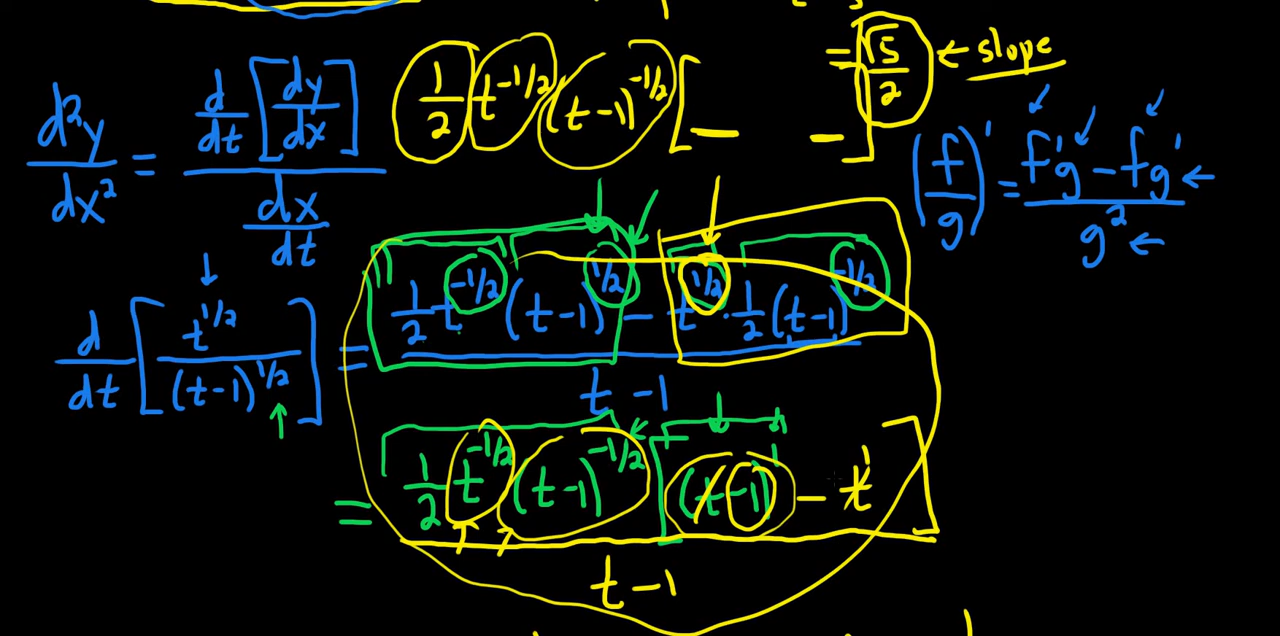 = √5/2 ← slope
1/2 t^-1/2 (t-1)^-1/2 [ _ - ]
d²y/dx² = d/dt [dy/dx] / dx/dt
(f/g)' = f'g - fg' / g²
d/dt [ t^1/2 / (t-1)^1/2 ] = 1/2 t^-1/2 (t-1)^1/2 - t^1/2 · 1/2 (t-1)^-1/2 / t-1
= 1/2 t^-1/2 (t-1)^-1/2 [ (t-1)^1 - t^1 ] / t-1